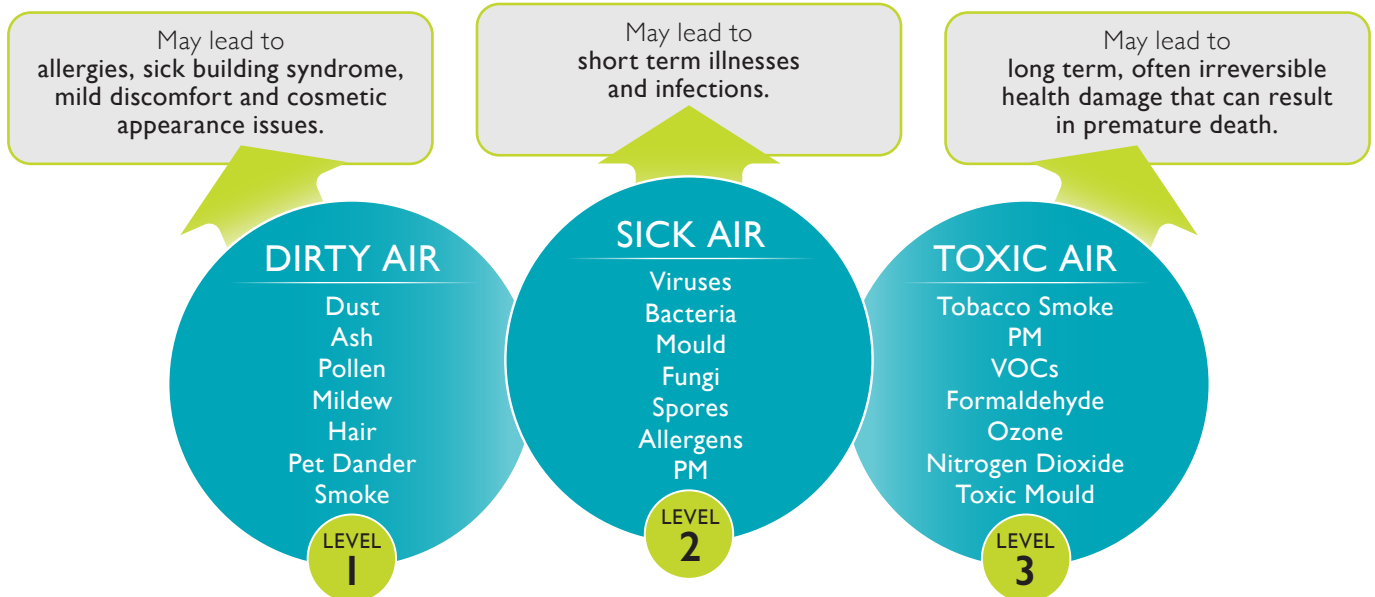 May lead to
allergies, sick building syndrome,
mild discomfort and cosmetic
appearance issues.
DIRTY AIR
Dust
Ash
Pollen
Mildew
Hair
Pet Dander
Smoke
LEVEL
1
May lead to
short term illnesses
and infections.
SICK AIR
Viruses
Bacteria
Mould
Fungi
Spores
Allergens
PM
LEVEL
2
May lead to
long term, often irreversible
health damage that can result
in premature death.
TOXIC AIR
Tobacco Smoke
PM
VOCs
Formaldehyde
Ozone
Nitrogen Dioxide
Toxic Mould
LEVEL
3